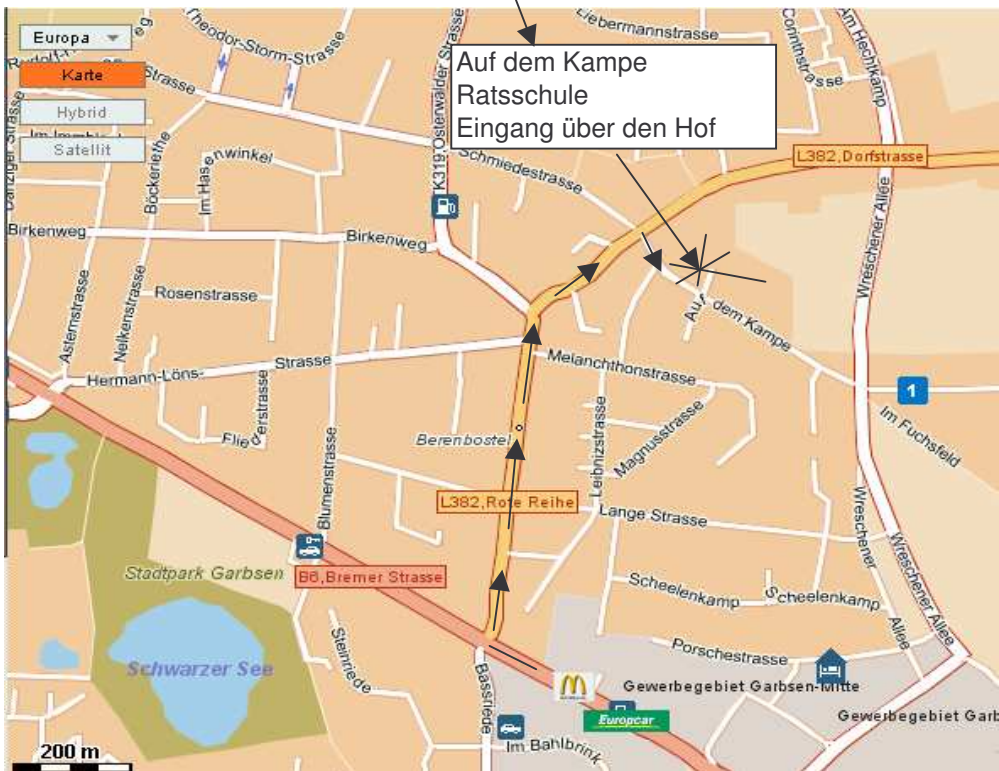 Europa
Karte
Hybrid
Satellit
Theodor-Storm-Strasse
Liebermannstrasse
Corinthstrasse
Am Hechtkamp
Strasse
Danziger Strasse
Im Hasenwinkel
Böckeriethe
K319,Osterwalder Strasse
Auf dem Kampe
Ratsschule
Eingang über den Hof
Schmiedestrasse
L382,Dorfstrasse
Birkenweg
Birkenweg
Wreschener Allee
Rosenstrasse
Asternstrasse
Nelkenstrasse
Auf dem Kampe
Hermann-Löns-Strasse
Melanchthonstrasse
1
Im Fuchsfeld
Fliederstrasse
Blumenstrasse
Berenbostel
Leibnizstrasse
Magnusstrasse
L382,Rote Reihe
Lange Strasse
Wreschener Allee
Wreschener Allee
Stadtpark Garbsen
B6,Bremer Strasse
Scheelenkamp
Scheelenkamp
Schwarzer See
Steinriede
Bassriede
Porschestrasse
Gewerbegebiet Garbsen-Mitte
Europcar
Gewerbegebiet Garb
Im Bahlbrink
200 m